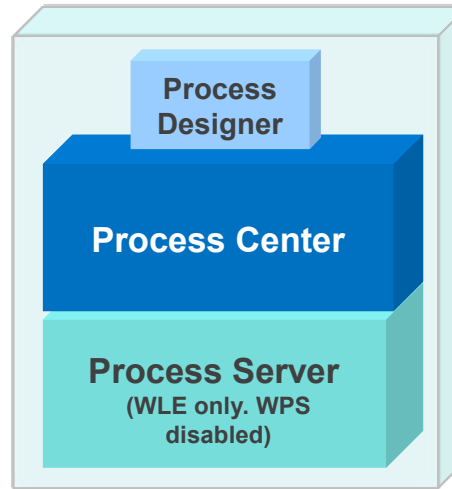 Process
Designer
Process Center
Process Server
(WLE only. WPS
disabled)